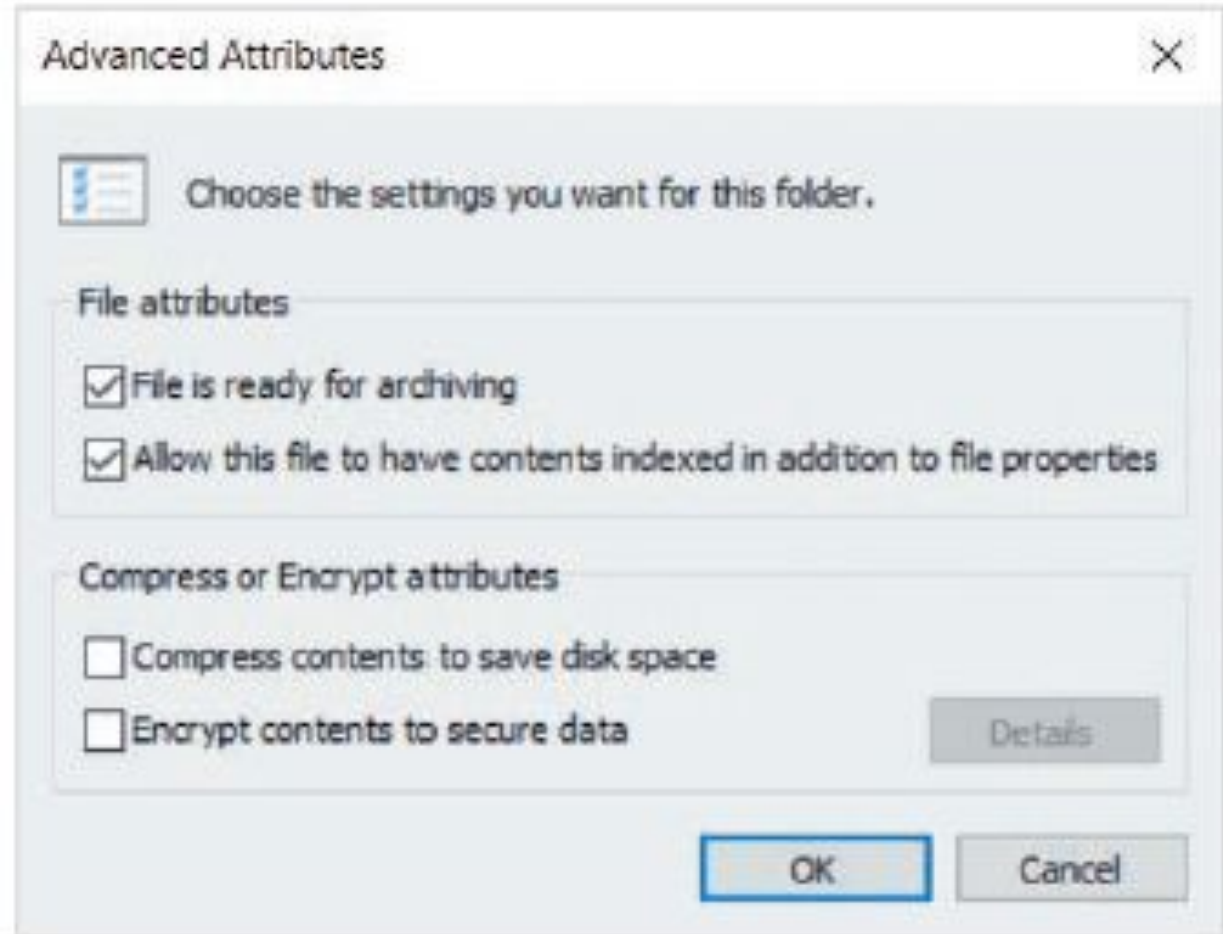 Advanced Attributes
Choose the settings you want for this folder.
File attributes
File is ready for archiving
Allow this file to have contents indexed in addition to file properties
Compress or Encrypt attributes
Compress contents to save disk space
Encrypt contents to secure data
Details
OK
Cancel